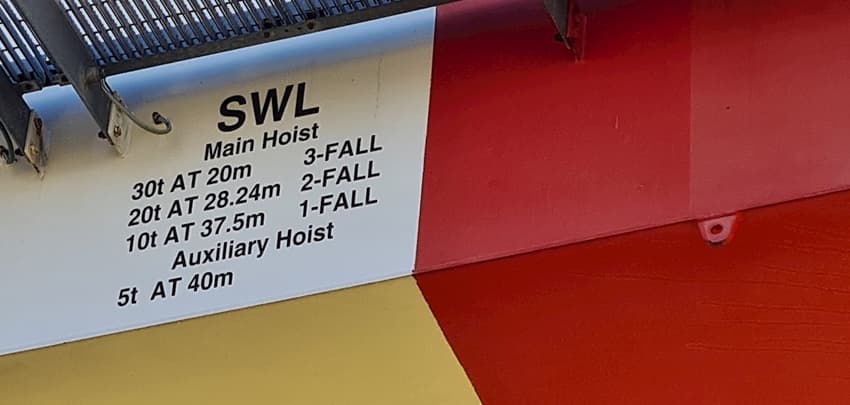 SWL
Main Hoist
30t AT 20m 3-FALL
20t AT 28.24m 2-FALL
10t AT 37.5m 1-FALL
Auxiliary Hoist
5t AT 40m